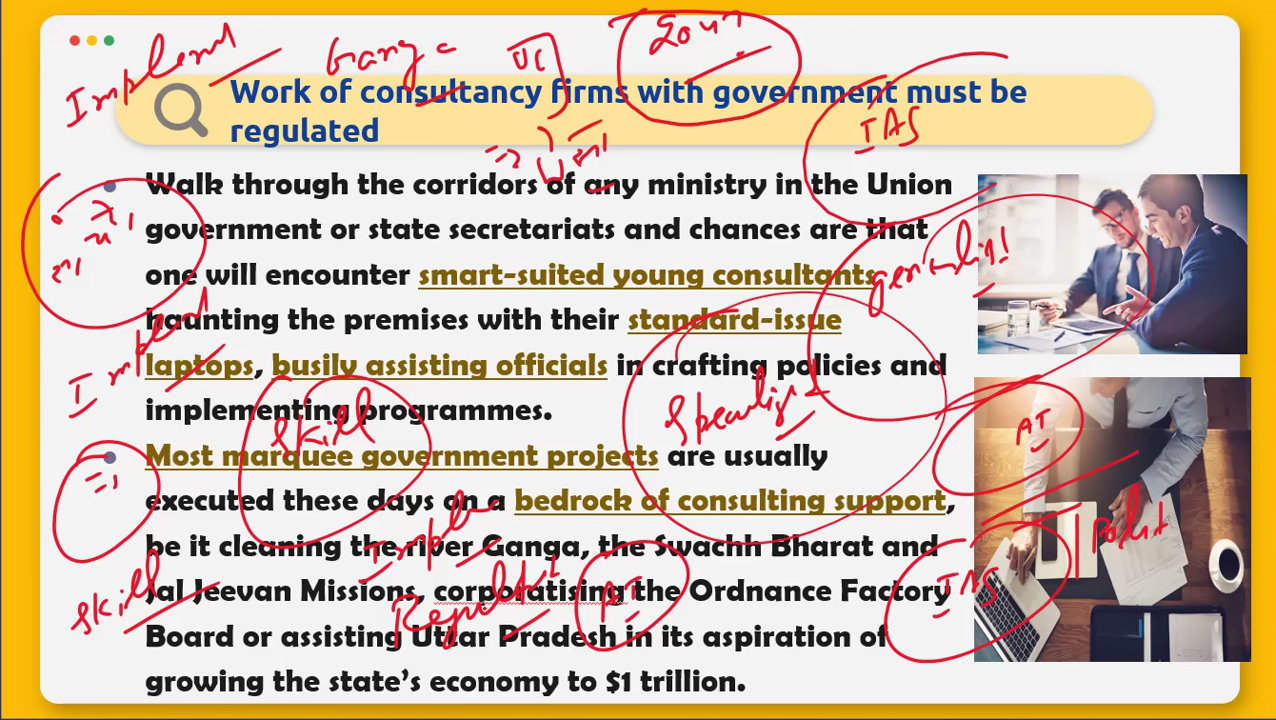 Implement
Ganga
Govt
Work of consultancy firms with government must be
regulated
IAS
Walk through the corridors of any ministry in the Union
government or state secretariats and chances are that
one will encounter smart-suited young consultants
haunting the premises with their standard-issue
laptops, busily assisting officials in crafting policies and
implementing programmes.
Implement
generalist
Skill
Specialized
AI
Most marquee government projects are usually
executed these days on a bedrock of consulting support,
be it cleaning the river Ganga, the Swachh Bharat and
Jal Jeevan Missions, corporatising the Ordnance Factory
Board or assisting Uttar Pradesh in its aspiration of
growing the state's economy to $1 trillion.
Skill
IAS